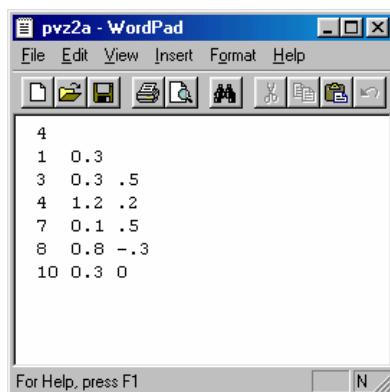 pvz2a - WordPad
File Edit View Insert Format Help
4
1 0.3
3 0.3 .5
4 1.2 .2
7 0.1 .5
8 0.8 -.3
10 0.3 0
For Help, press F1 N